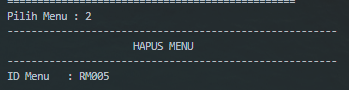 ==================================================
Pilih Menu : 2
---------------------------------------------------------
HAPUS MENU
---------------------------------------------------------
ID Menu   : RM005